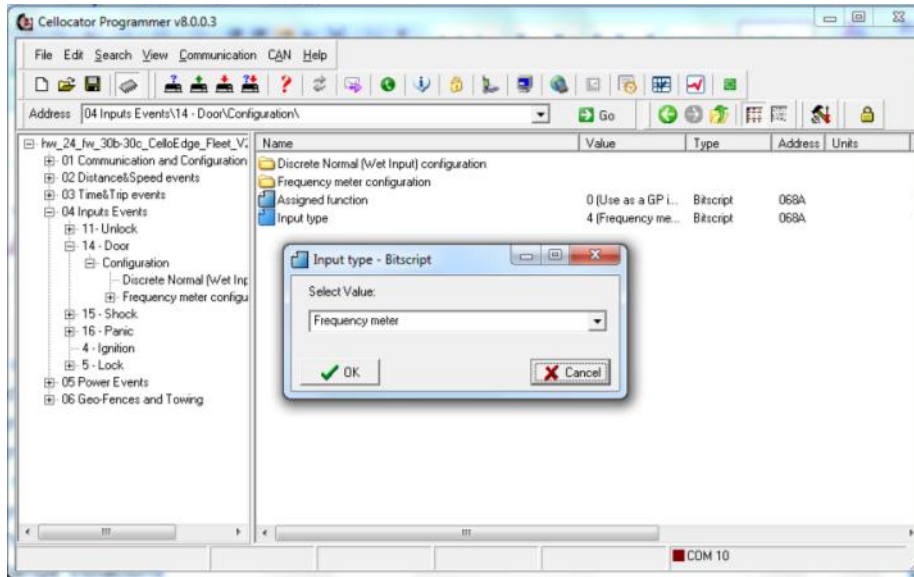 Cellocator Programmer v8.0.0.3
File Edit Search View Communication CAN Help
Address 04 Inputs Events\14 - Door\Configuration\ Go
hw_24_fw_30b-30c_CelloEdge_Fleet_V
01 Communication and Configuration
02 Distance&Speed events
03 Time&Trip events
04 Inputs Events
11- Unlock
14 - Door
Configuration
Discrete Normal (Wet Inp
Frequency meter configu
15 - Shock
16 - Panic
4 - Ignition
5 - Lock
05 Power Events
06 Geo-Fences and Towing
Name Value Type Address Units
Discrete Normal (Wet Input) configuration
Frequency meter configuration
Assigned function 0 (Use as a GP i... Bitscript 068A
Input type 4 (Frequency me... Bitscript 068A
Input type - Bitscript
Select Value:
Frequency meter
OK Cancel
COM 10